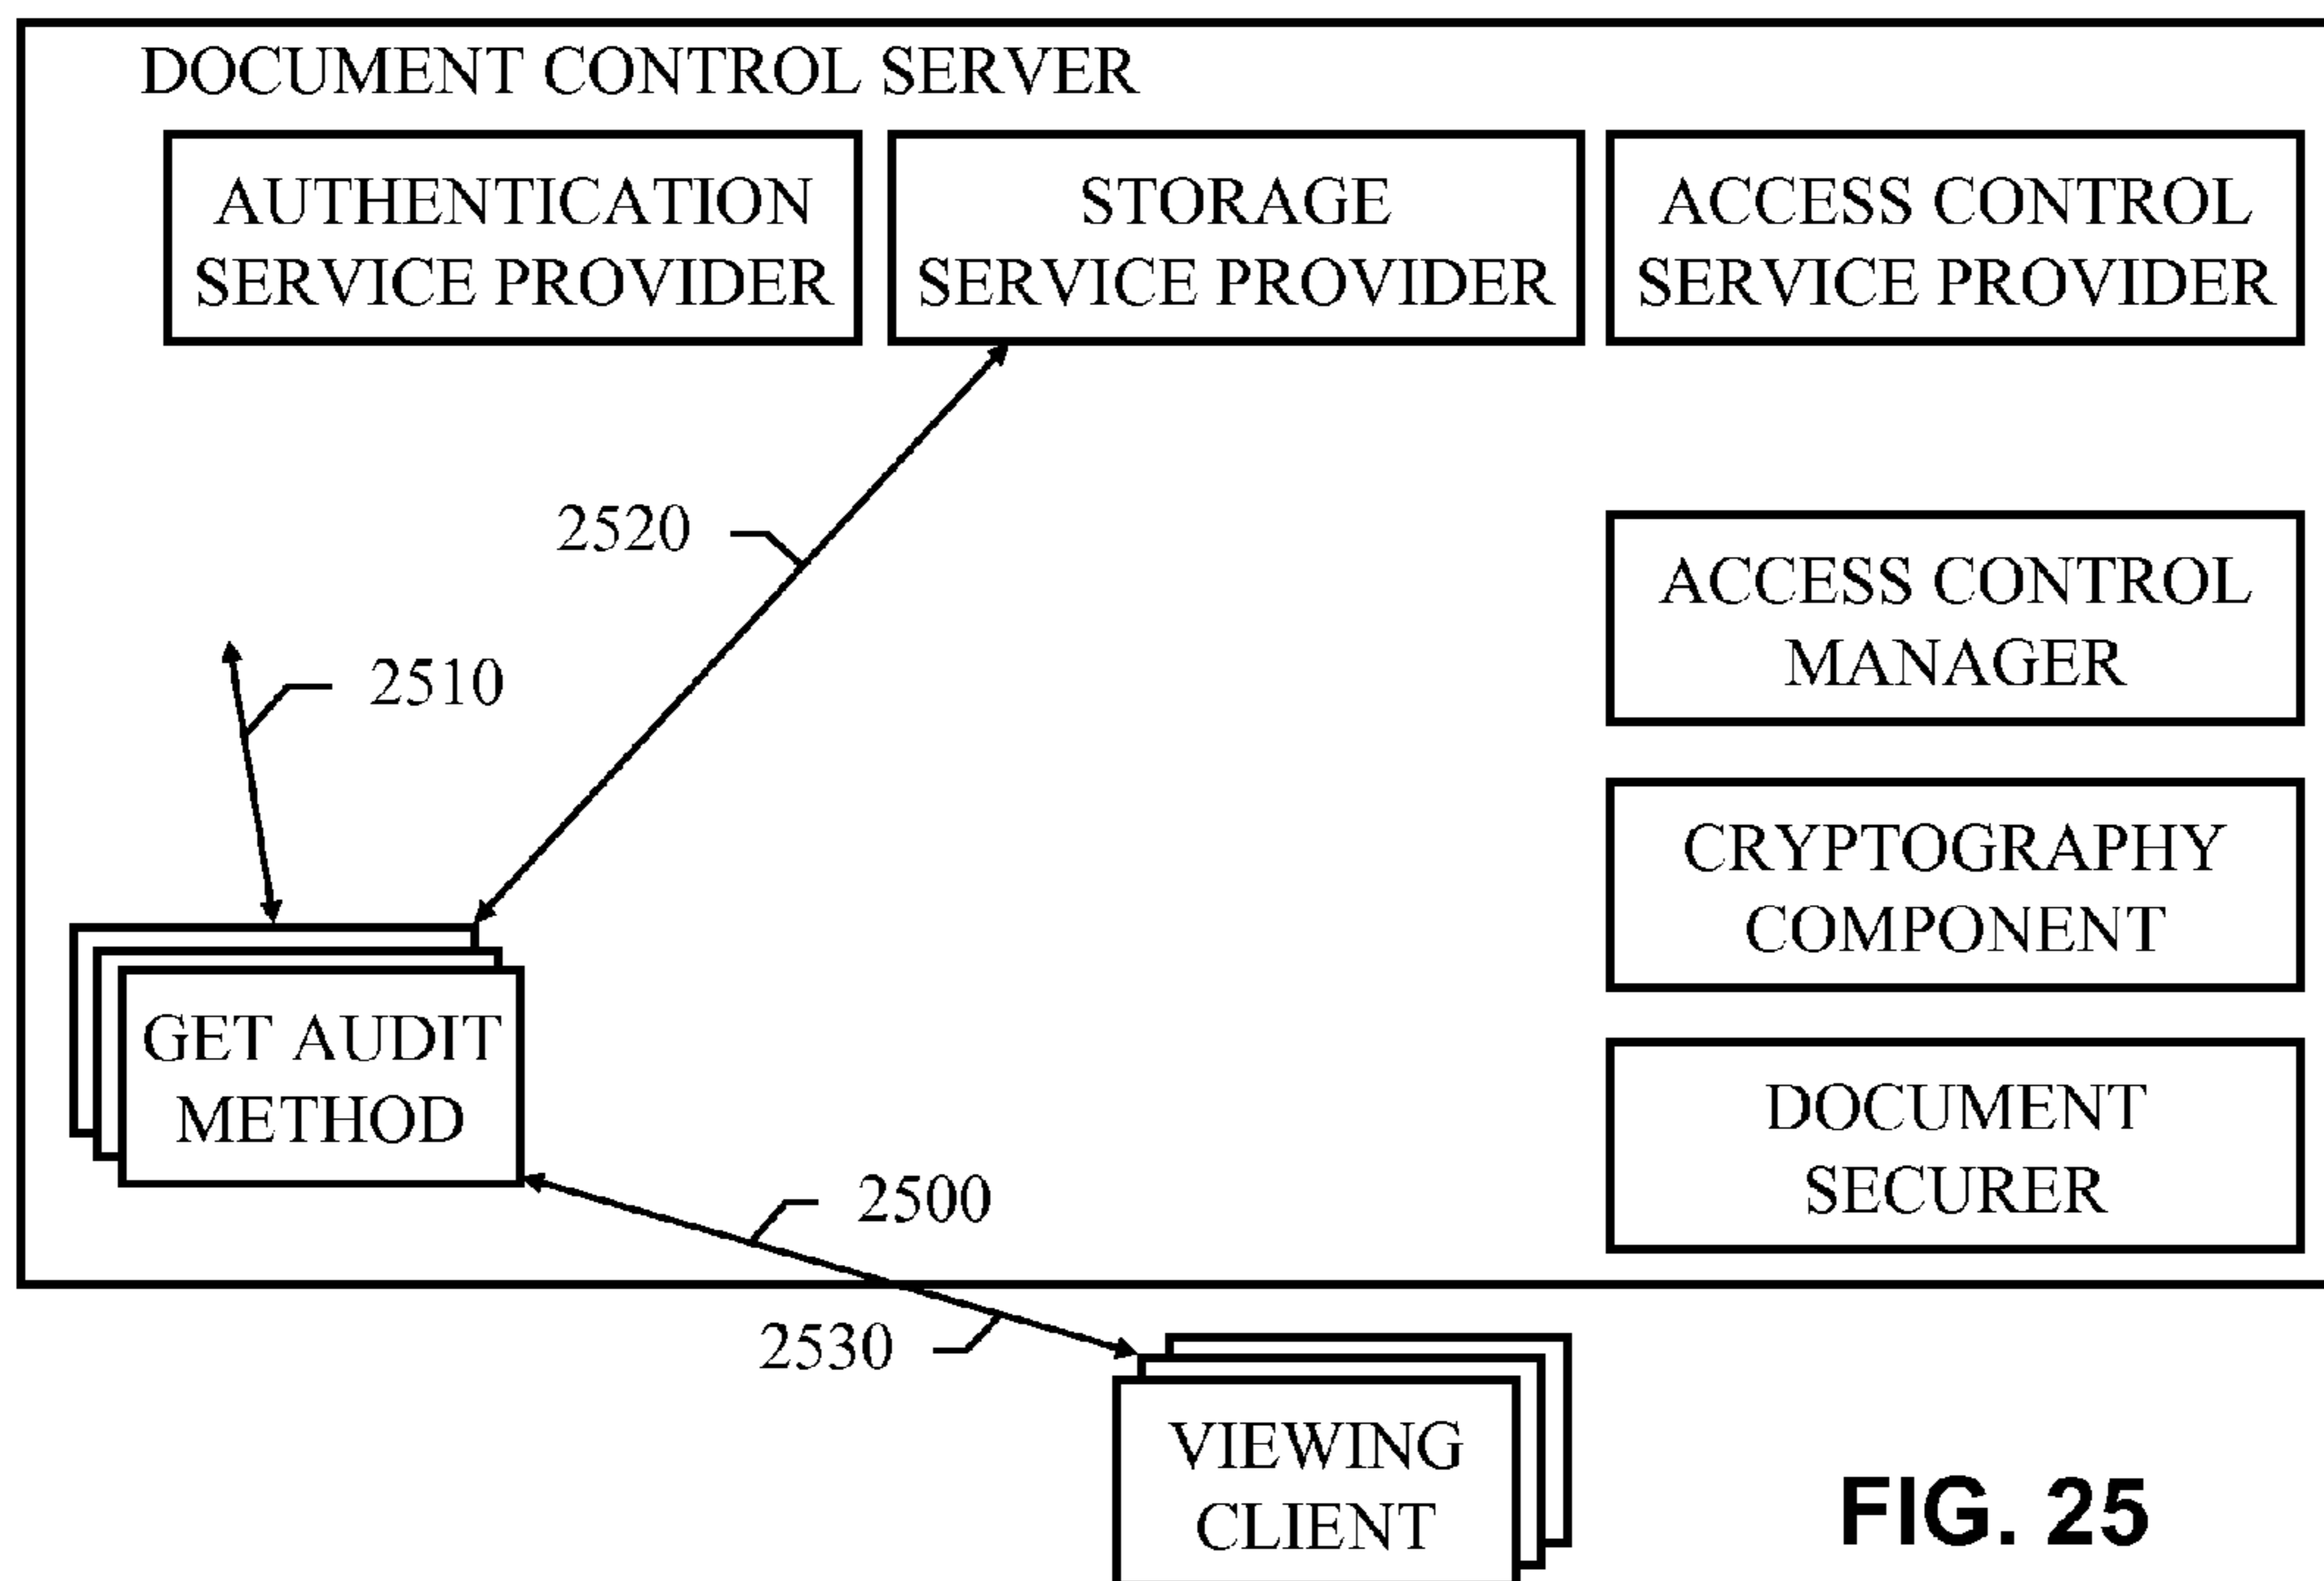 DOCUMENT CONTROL SERVER
AUTHENTICATION
SERVICE PROVIDER
STORAGE
SERVICE PROVIDER
ACCESS CONTROL
SERVICE PROVIDER
2520
ACCESS CONTROL
MANAGER
2510
CRYPTOGRAPHY
COMPONENT
GET AUDIT
METHOD
DOCUMENT
SECURER
2500
2530
VIEWING
CLIENT
FIG. 25